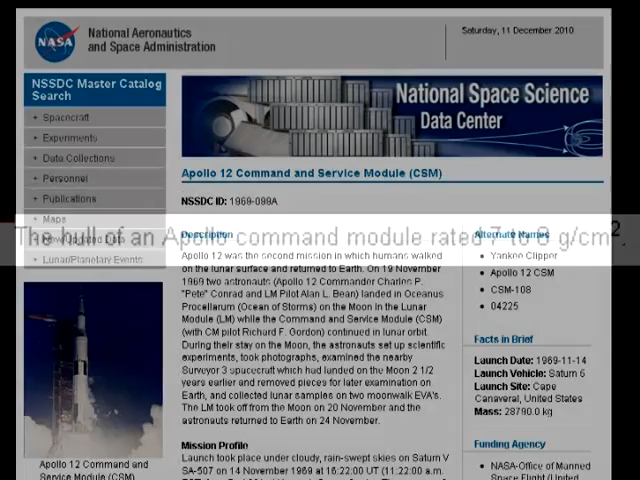 NASA
National Aeronautics
and Space Administration
Saturday, 11 December 2010
NSSDC Master Catalog
Search
Spacecraft
Experiments
Data Collections
Personnel
Publications
Maps
New/Updated Data
Lunar/Planetary Events
National Space Science
Data Center
Apollo 12 Command and Service Module (CSM)
NSSDC ID: 1969-099A
The hull of an Apollo command module rated 7 to 8 g/cm².
Description
Apollo 12 was the second mission in which humans walked
on the lunar surface and returned to Earth. On 19 November
1969 two astronauts (Apollo 12 Commander Charles P.
"Pete" Conrad and LM Pilot Alan L. Bean) landed in Oceanus
Procellarum (Ocean of Storms) on the Moon in the Lunar
Module (LM) while the Command and Service Module (CSM)
(with CM pilot Richard F. Gordon) continued in lunar orbit.
During their stay on the Moon, the astronauts set up scientific
experiments, took photographs, examined the nearby
Surveyor 3 spacecraft which had landed on the Moon 2 1/2
years earlier and removed pieces for later examination on
Earth, and collected lunar samples on two moonwalk EVA's.
The LM took off from the Moon on 20 November and the
astronauts returned to Earth on 24 November.
Mission Profile
Launch took place under cloudy, rain-swept skies on Saturn V
SA-507 on 14 November 1969 at 16:22:00 UT (11:22:00 a.m.
Alternate Names
Yankee Clipper
Apollo 12 CSM
CSM-108
04225
Facts in Brief
Launch Date: 1969-11-14
Launch Vehicle: Saturn 5
Launch Site: Cape
Canaveral, United States
Mass: 28790.0 kg
Funding Agency
NASA-Office of Manned
Space Flight (United
Apollo 12 Command and
Service Module (CSM)